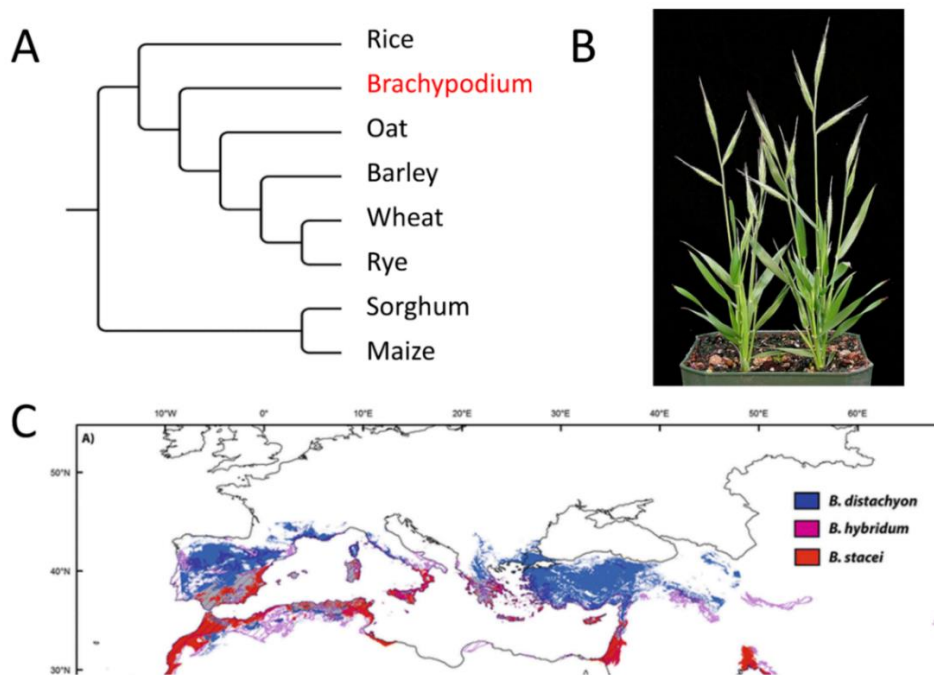 A
Rice
Brachypodium
Oat
Barley
Wheat
Rye
Sorghum
Maize
B
C
10°W 0° 10°E 20°E 30°E 40°E 50°E 60°E
A)
50°N
40°N
30°N
B. distachyon
B. hybridum
B. stacei